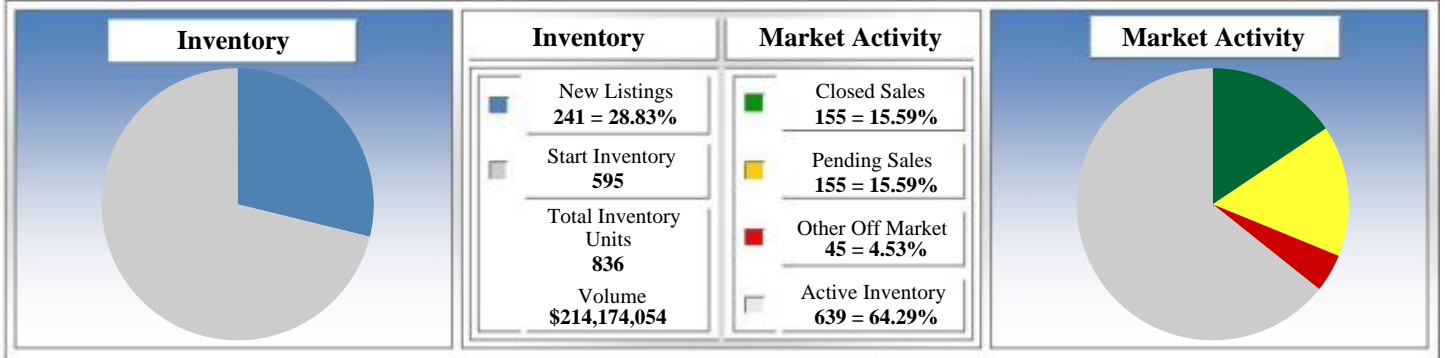 Inventory
Inventory
Market Activity
New Listings
241 = 28.83%
Start Inventory
595
Total Inventory
Units
836
Volume
$214,174,054
Closed Sales
155 = 15.59%
Pending Sales
155 = 15.59%
Other Off Market
45 = 4.53%
Active Inventory
639 = 64.29%
Market Activity